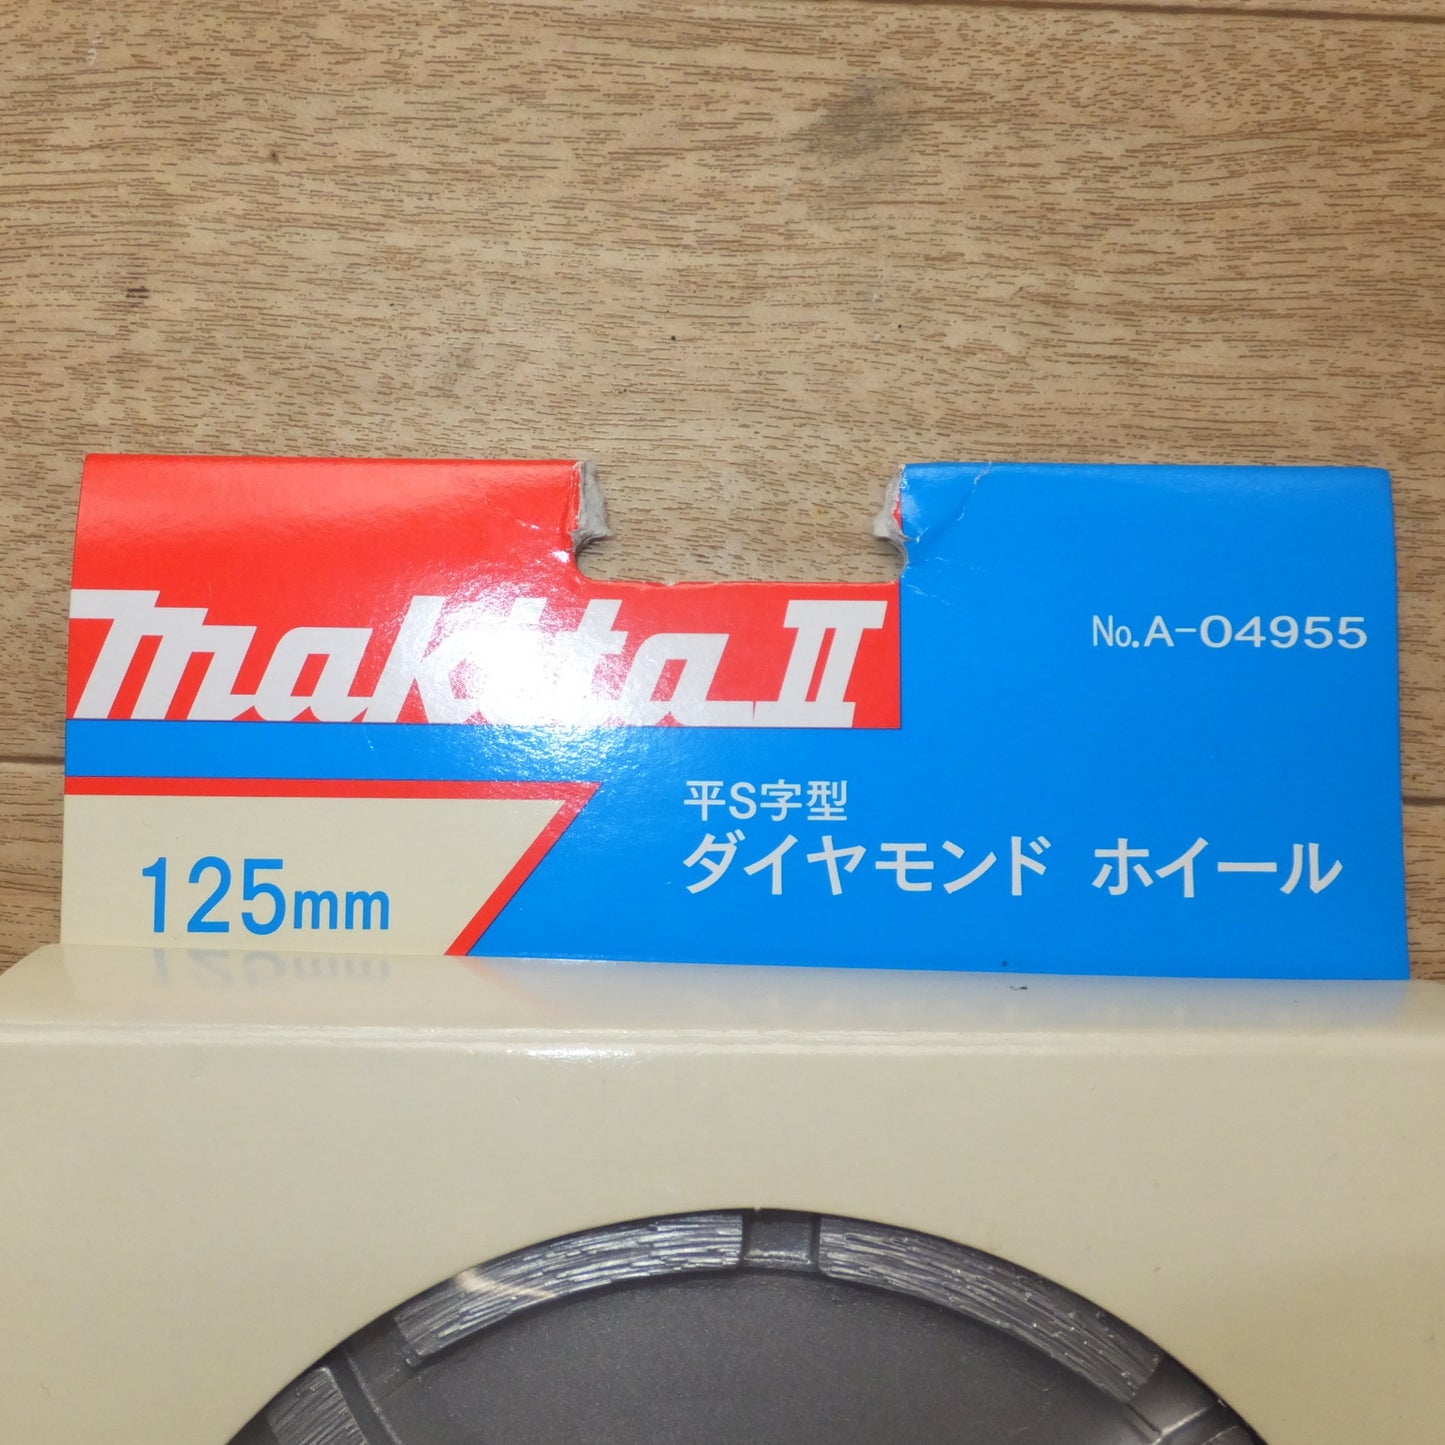 makita II
No.A-04955
平S字型
ダイヤモンド ホイール
125mm